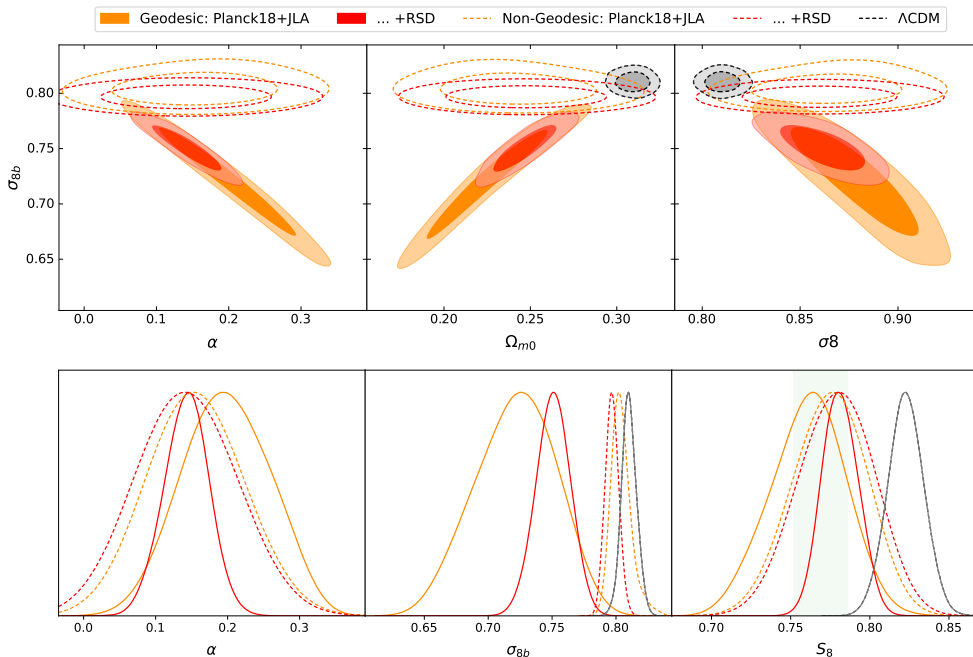 Geodesic: Planck18+JLA ... +RSD Non-Geodesic: Planck18+JLA ... +RSD ΛCDM
0.80
0.75
0.70
0.65
σ8b
0.0 0.1 0.2 0.3 0.20 0.25 0.30 0.80 0.85 0.90
α Ωm0 σ8
0.0 0.1 0.2 0.3 0.65 0.70 0.75 0.80 0.70 0.75 0.80 0.85
α σ8b S8